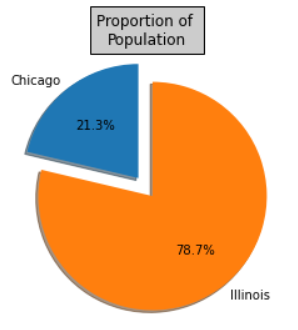 Proportion of
Population
Chicago
21.3%
78.7%
Illinois